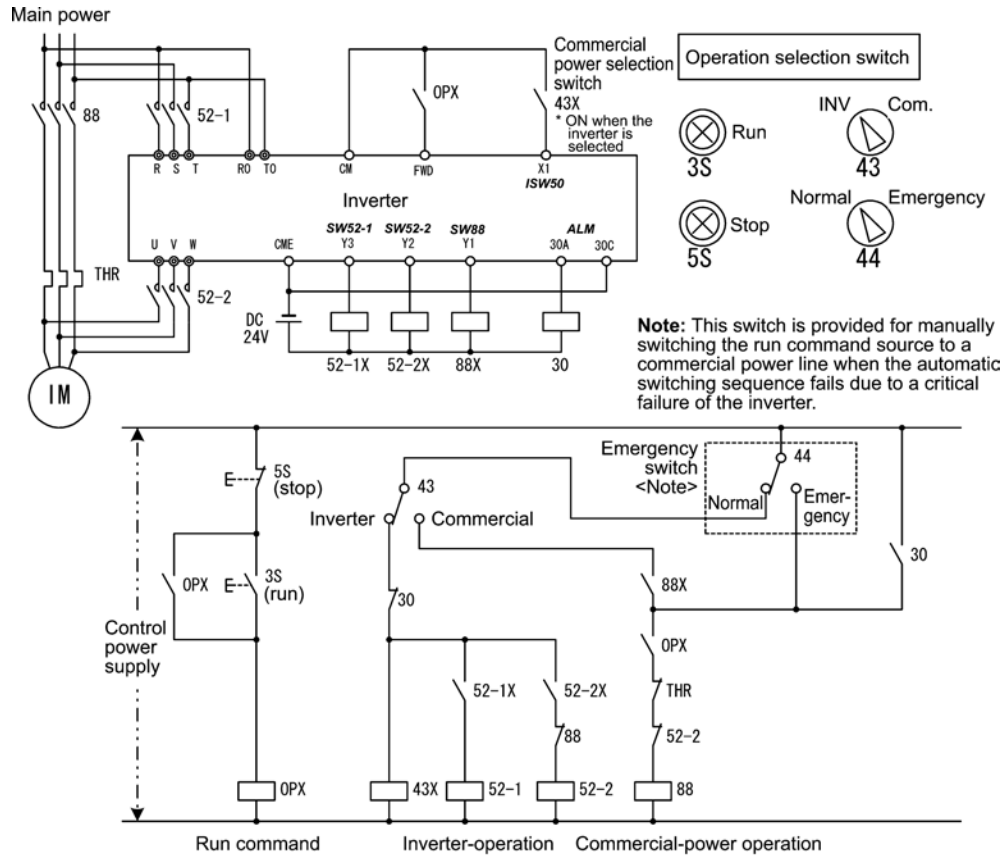 Main power
88
52-1
R S T
R0 T0
CM
FWD
X1
ISW50
OPX
Commercial
power selection
switch
43X
* ON when the
inverter is
selected
Operation selection switch
Run
3S
INV Com.
43
Stop
5S
Normal Emergency
44
Inverter
U V W
CME
SW52-1
Y3
SW52-2
Y2
SW88
Y1
ALM
30A 30C
THR
52-2
DC
24V
52-1X
52-2X
88X
30
IM
Note: This switch is provided for manually
switching the run command source to a
commercial power line when the automatic
switching sequence fails due to a critical
failure of the inverter.
5S
(stop)
Emergency
switch
<Note>
44
Normal
Emer-
gency
43
Inverter
Commercial
OPX
3S
(run)
30
88X
30
Control
power
supply
OPX
52-1X
52-2X
THR
88
52-2
OPX
43X
52-1
52-2
88
Run command
Inverter-operation
Commercial-power operation